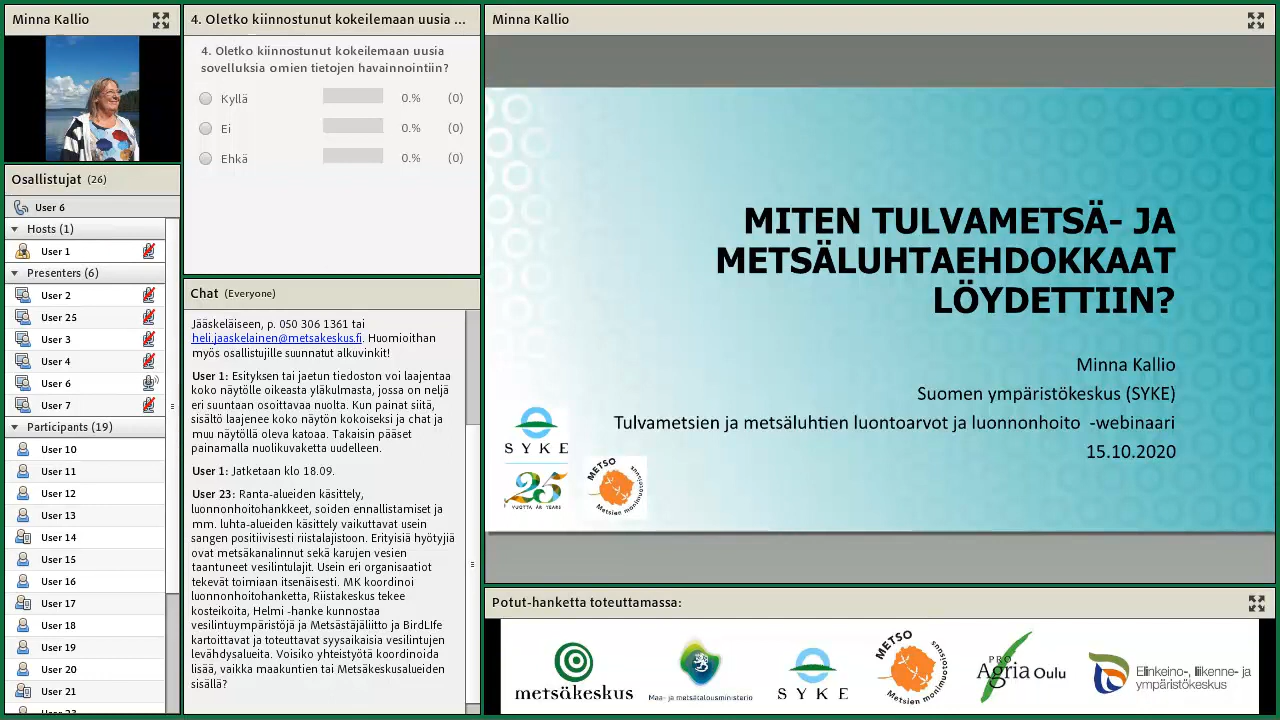 Minna Kallio
Osallistujat (26)
User 6
Hosts (1)
User 1
Presenters (6)
User 2
User 25
User 3
User 4
User 6
User 7
Participants (19)
User 10
User 11
User 12
User 13
User 14
User 15
User 16
User 17
User 18
User 19
User 20
User 21
4. Oletko kiinnostunut kokeilemaan uusia ...
4. Oletko kiinnostunut kokeilemaan uusia
sovelluksia omien tietojen havainnointiin?
Kyllä 0.% (0)
Ei 0.% (0)
Ehkä 0.% (0)
Chat (Everyone)
Jääskeläiseen, p. 050 306 1361 tai
heli.jaaskelainen@metsakeskus.fi. Huomioithan
myös osallistujille suunnatut alkuvinkit!
User 1: Esityksen tai jaetun tiedoston voi laajentaa
koko näytölle oikeasta yläkulmasta, jossa on neljä
eri suuntaan osoittavaa nuolta. Kun painat siitä,
sisältö laajenee koko näytön kokoiseksi ja chat ja
muu näytöllä oleva katoaa. Takaisin pääset
painamalla nuolikuvaketta uudelleen.
User 1: Jatketaan klo 18.09.
User 23: Ranta-alueiden käsittely,
luonnonhoitohankkeet, soiden ennallistamiset ja
mm. luhta-alueiden käsittely vaikuttavat usein
sangen positiivisesti riistalajistoon. Erityisiä hyötyjiä
ovat metsäkanalinnut sekä karujen vesien
taantuneet vesilintulajit. Usein eri organisaatiot
tekevät toimiaan itsenäisesti. MK koordinoi
luonnonhoitohanketta, Riistakeskus tekee
kosteikoita, Helmi -hanke kunnostaa
vesilintuympäristöjä ja Metsästäjäliitto ja BirdLIfe
kartoittavat ja toteuttavat syysaikaisia vesilintujen
levähdysalueita. Voisiko yhteistyötä koordinoida
lisää, vaikka maakuntien tai Metsäkeskusalueiden
sisällä?
Minna Kallio
MITEN TULVAMETSÄ- JA
METSÄLUHTAEHDOKKAAT
LÖYDETTIIN?
Minna Kallio
Suomen ympäristökeskus (SYKE)
Tulvametsien ja metsäluhtien luontoarvot ja luonnonhoito -webinaari
15.10.2020
SYKE
25
VUOTTA ÅR YEARS
METSO
Metsien monimuotoisuus
Potut-hanketta toteuttamassa:
metsäkeskus
Maa- ja metsätalousministeriö
SYKE
METSO
Metsien monimuotoisuus
PRO
Agria Oulu
Elinkeino-, liikenne- ja
ympäristökeskus